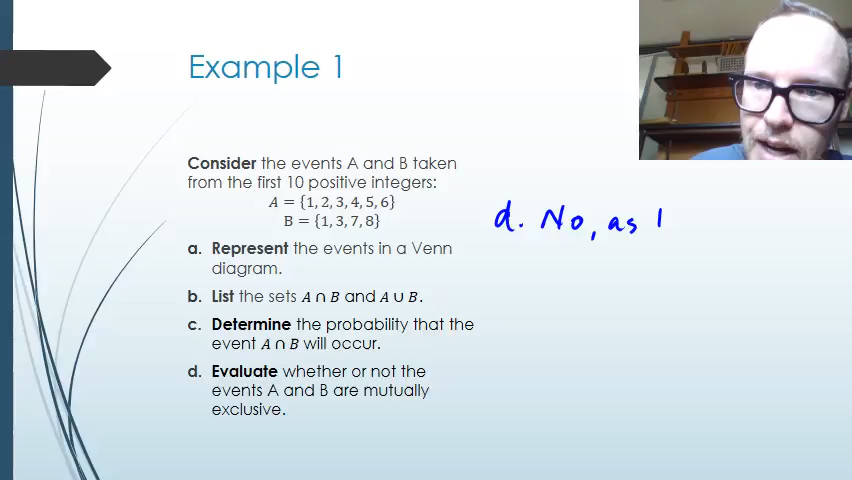 Example 1
Consider the events A and B taken
from the first 10 positive integers:
A = {1, 2, 3, 4, 5, 6}
B = {1, 3, 7, 8}
a. Represent the events in a Venn
diagram.
b. List the sets A ∩ B and A ∪ B.
c. Determine the probability that the
event A ∩ B will occur.
d. Evaluate whether or not the
events A and B are mutually
exclusive.
d. No, as